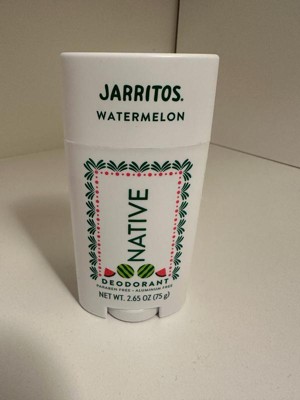 JARRITOS.
WATERMELON
NATIVE
DEODORANT
PARABEN FREE • ALUMINUM FREE
NET WT. 2.65 OZ (75 g)